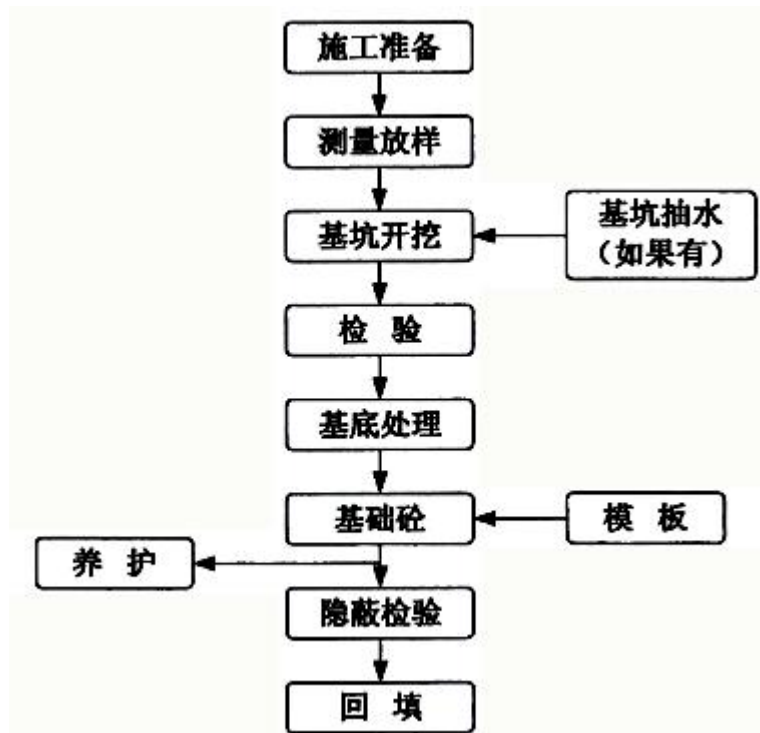 施工准备
测量放样
基坑开挖
基坑抽水
（如果有）
检 验
基底处理
基础砼
模 板
养 护
隐蔽检验
回 填